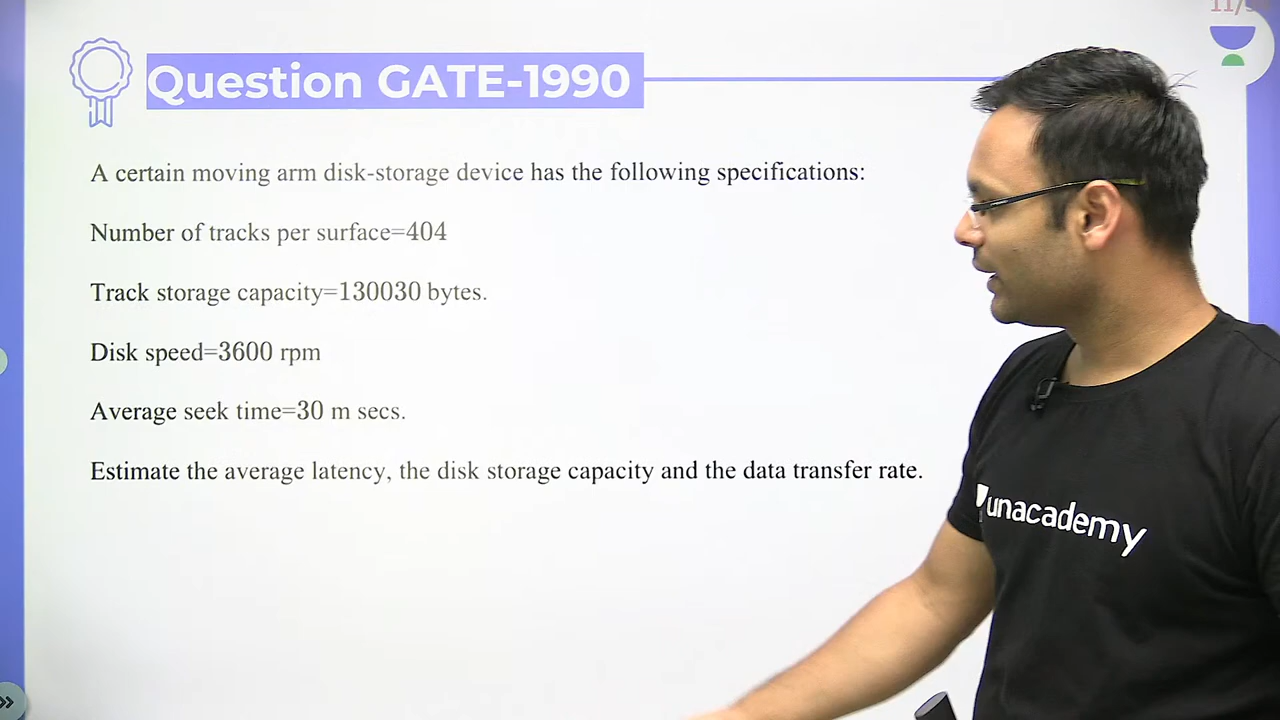 Question GATE-1990
A certain moving arm disk-storage device has the following specifications:
Number of tracks per surface=404
Track storage capacity=130030 bytes.
Disk speed=3600 rpm
Average seek time=30 m secs.
Estimate the average latency, the disk storage capacity and the data transfer rate.
unacademy